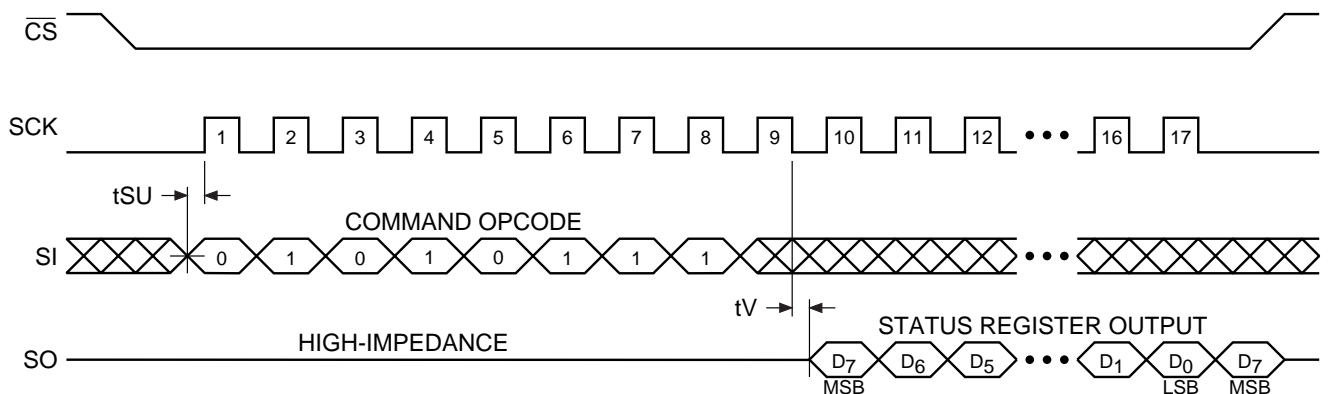 CS
SCK
1 2 3 4 5 6 7 8 9 10 11 12 ••• 16 17
tSU
COMMAND OPCODE
SI
0 1 0 1 0 1 1 1 •••
tV
HIGH-IMPEDANCE
STATUS REGISTER OUTPUT
SO
D7 D6 D5 ••• D1 D0 D7
MSB LSB MSB